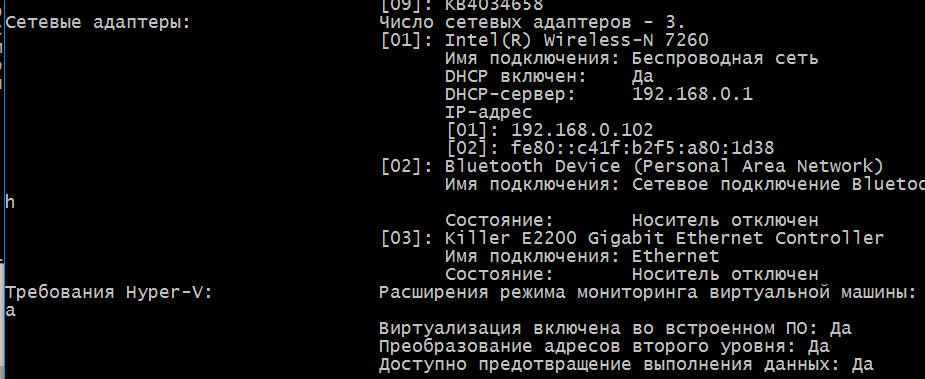 [09]: KB4034658
Сетевые адаптеры: Число сетевых адаптеров - 3.
[01]: Intel(R) Wireless-N 7260
Имя подключения: Беспроводная сеть
DHCP включен: Да
DHCP-сервер: 192.168.0.1
IP-адрес
[01]: 192.168.0.102
[02]: fe80::c41f:b2f5:a80:1d38
[02]: Bluetooth Device (Personal Area Network)
Имя подключения: Сетевое подключение Bluetoo
h
Состояние: Носитель отключен
[03]: Killer E2200 Gigabit Ethernet Controller
Имя подключения: Ethernet
Состояние: Носитель отключен
Требования Hyper-V: Расширения режима мониторинга виртуальной машины:
а
Виртуализация включена во встроенном ПО: Да
Преобразование адресов второго уровня: Да
Доступно предотвращение выполнения данных: Да